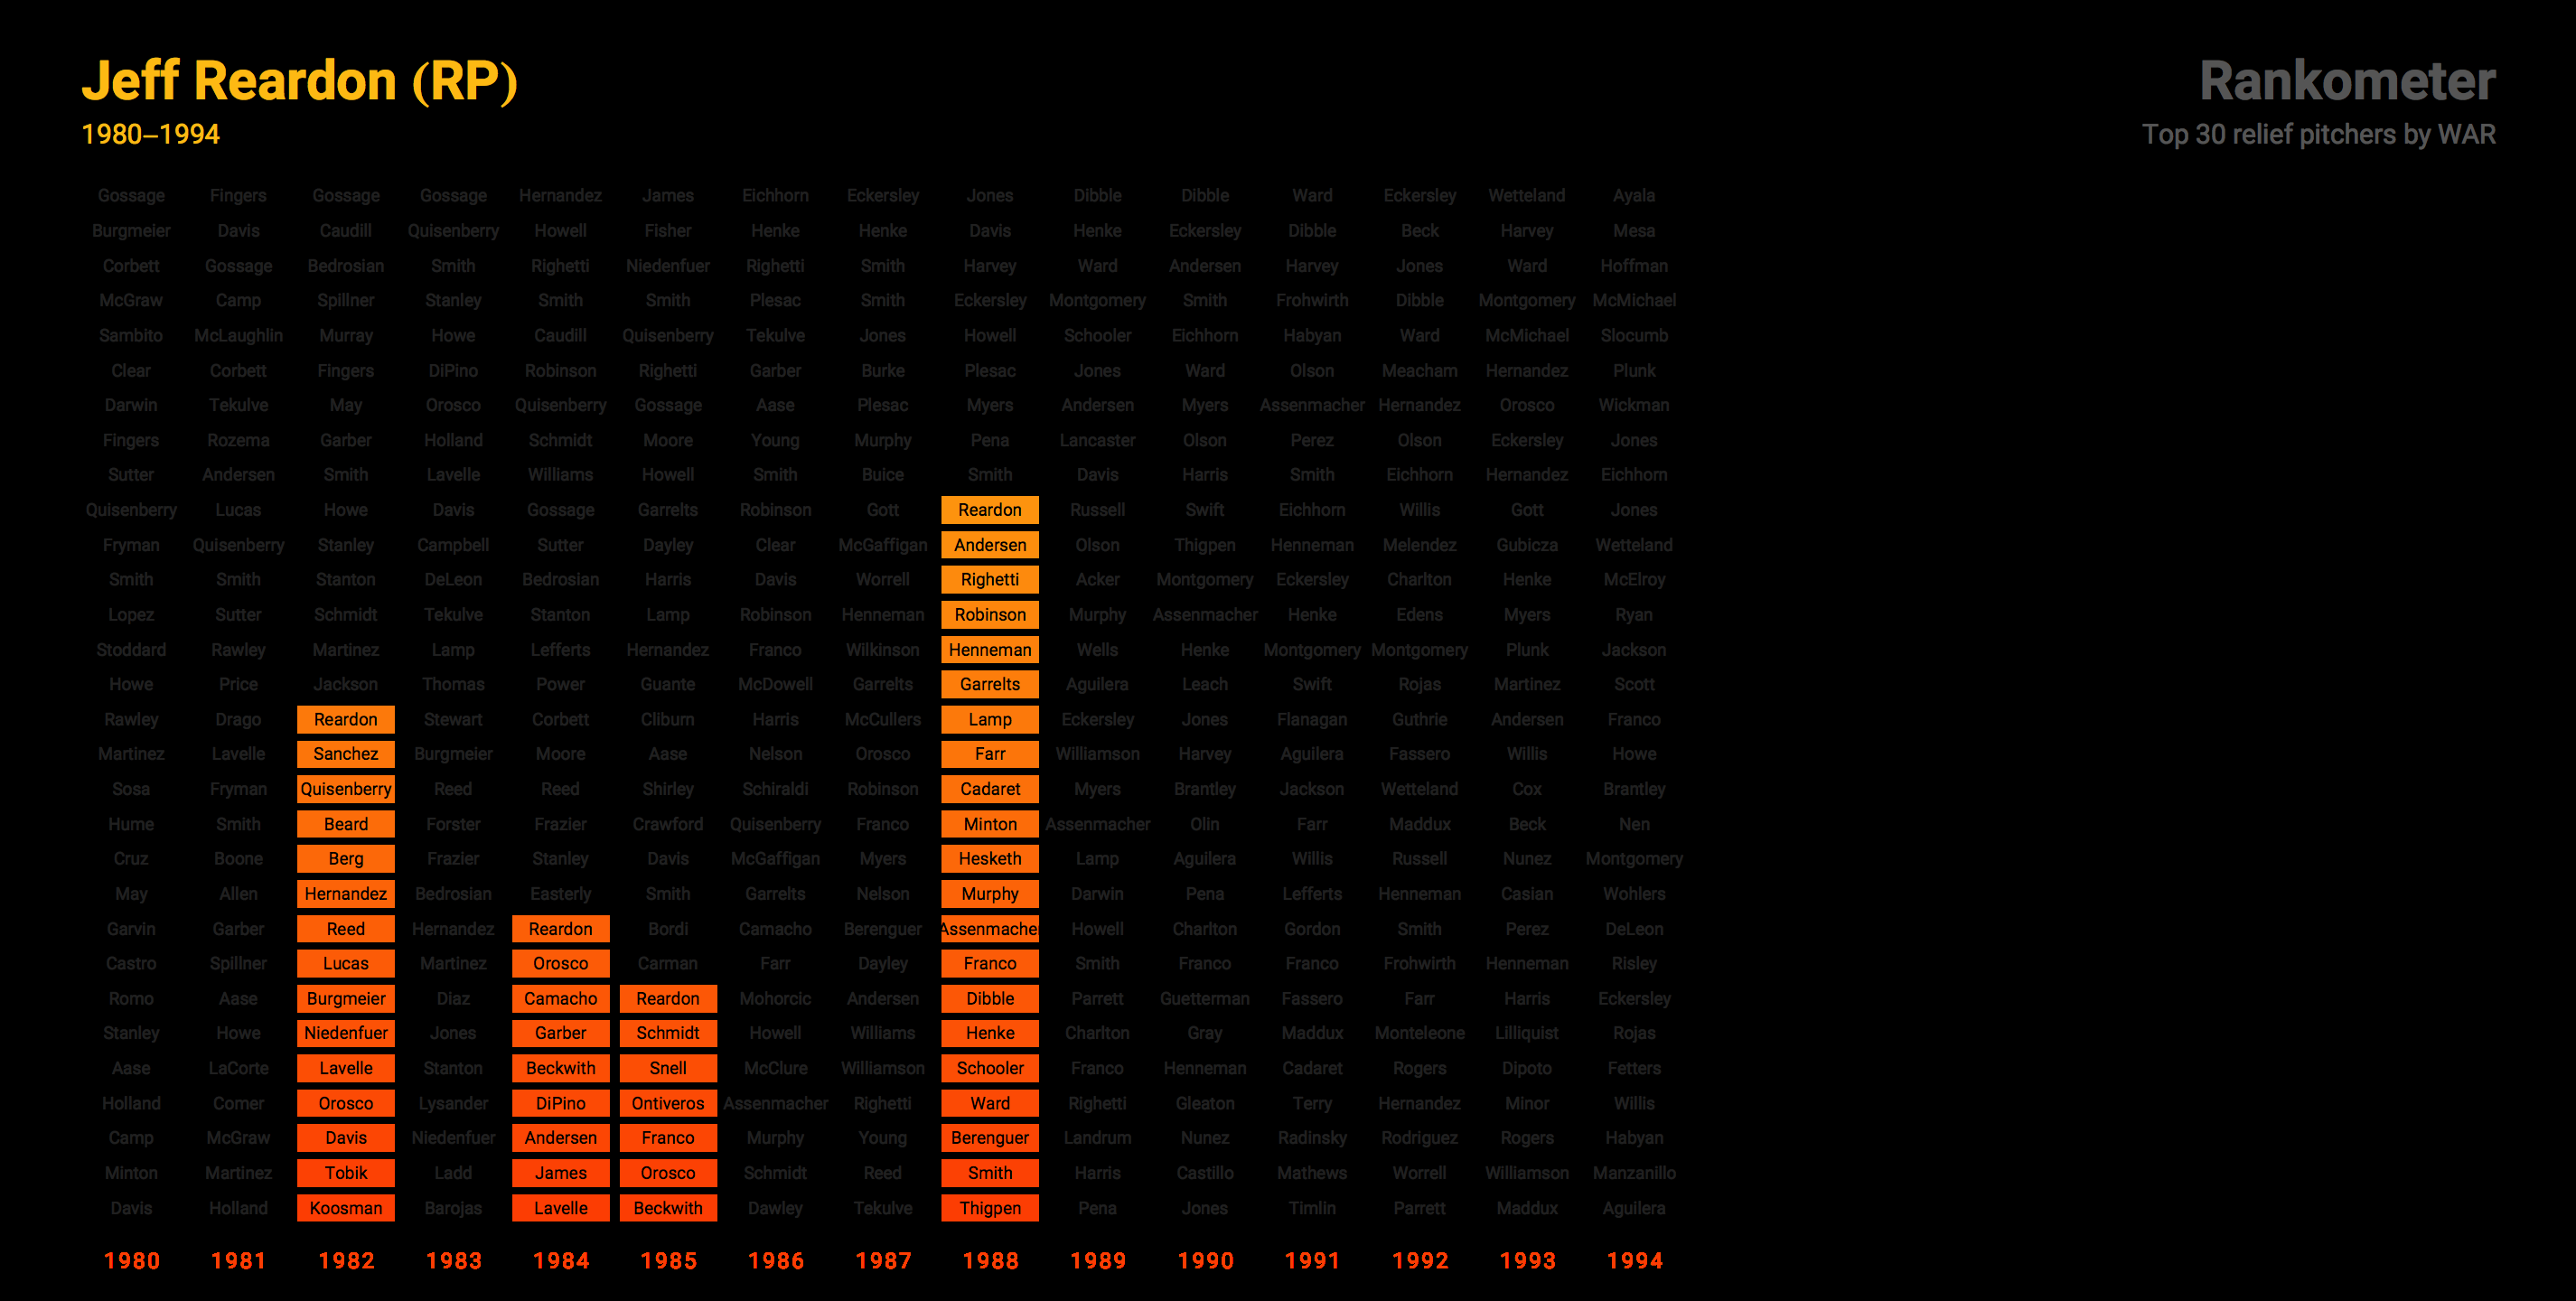 Jeff Reardon (RP)
1980–1994
Rankometer
Top 30 relief pitchers by WAR
Gossage Fingers Gossage Gossage Hernandez James Eichhorn Eckersley Jones Dibble Dibble Ward Eckersley Wetteland Ayala
Burgmeier Davis Caudill Quisenberry Howell Fisher Henke Henke Davis Henke Eckersley Dibble Beck Harvey Mesa
Corbett Gossage Bedrosian Smith Righetti Niedenfuer Righetti Smith Harvey Ward Andersen Harvey Jones Ward Hoffman
McGraw Camp Spillner Stanley Smith Smith Plesac Smith Eckersley Montgomery Smith Frohwirth Dibble Montgomery McMichael
Sambito McLaughlin Murray Howe Caudill Quisenberry Tekulve Jones Howell Schooler Eichhorn Habyan Ward McMichael Slocumb
Clear Corbett Fingers DiPino Robinson Righetti Garber Burke Plesac Jones Ward Olson Meacham Hernandez Plunk
Darwin Tekulve May Orosco Quisenberry Gossage Aase Plesac Myers Andersen Myers Assenmacher Hernandez Orosco Wickman
Fingers Rozema Garber Holland Schmidt Moore Young Murphy Pena Lancaster Olson Perez Olson Eckersley Jones
Sutter Andersen Smith Lavelle Williams Howell Smith Buice Smith Davis Harris Smith Eichhorn Hernandez Eichhorn
Quisenberry Lucas Howe Davis Gossage Garrelts Robinson Gott Reardon Russell Swift Eichhorn Willis Gott Jones
Fryman Quisenberry Stanley Campbell Sutter Dayley Clear McGaffigan Andersen Olson Thigpen Henneman Melendez Gubicza Wetteland
Smith Smith Stanton DeLeon Bedrosian Harris Davis Worrell Righetti Acker Montgomery Eckersley Charlton Henke McElroy
Lopez Sutter Schmidt Tekulve Stanton Lamp Robinson Henneman Robinson Murphy Assenmacher Henke Edens Myers Ryan
Stoddard Rawley Martinez Lamp Lefferts Hernandez Franco Wilkinson Henneman Wells Henke Montgomery Montgomery Plunk Jackson
Howe Price Jackson Thomas Power Guante McDowell Garrelts Garrelts Aguilera Leach Swift Rojas Martinez Scott
Rawley Drago Reardon Stewart Corbett Cliburn Harris McCullers Lamp Eckersley Jones Flanagan Guthrie Andersen Franco
Martinez Lavelle Sanchez Burgmeier Moore Aase Nelson Orosco Farr Williamson Harvey Aguilera Fassero Willis Howe
Sosa Fryman Quisenberry Reed Reed Shirley Schiraldi Robinson Cadaret Myers Brantley Jackson Wetteland Cox Brantley
Hume Smith Beard Forster Frazier Crawford Quisenberry Franco Minton Assenmacher Olin Farr Maddux Beck Nen
Cruz Boone Berg Frazier Stanley Davis McGaffigan Myers Hesketh Lamp Aguilera Willis Russell Nunez Montgomery
May Allen Hernandez Bedrosian Easterly Smith Garrelts Nelson Murphy Darwin Pena Lefferts Henneman Casian Wohlers
Garvin Garber Reed Hernandez Reardon Bordi Camacho Berenguer Assenmacher Howell Charlton Gordon Smith Perez DeLeon
Castro Spillner Lucas Martinez Orosco Carman Farr Dayley Franco Smith Franco Franco Frohwirth Henneman Risley
Romo Aase Burgmeier Diaz Camacho Reardon Mohorcic Andersen Dibble Parrett Guetterman Fassero Farr Harris Eckersley
Stanley Howe Niedenfuer Jones Garber Schmidt Howell Williams Henke Charlton Gray Maddux Monteleone Lilliquist Rojas
Aase LaCorte Lavelle Stanton Beckwith Snell McClure Williamson Schooler Franco Henneman Cadaret Rogers Dipoto Fetters
Holland Comer Orosco Lysander DiPino Ontiveros Assenmacher Righetti Ward Righetti Gleaton Terry Hernandez Minor Willis
Camp McGraw Davis Niedenfuer Andersen Franco Murphy Young Berenguer Landrum Nunez Radinsky Rodriguez Rogers Habyan
Minton Martinez Tobik Ladd James Orosco Schmidt Reed Smith Harris Castillo Mathews Worrell Williamson Manzanillo
Davis Holland Koosman Barojas Lavelle Beckwith Dawley Tekulve Thigpen Pena Jones Timlin Parrett Maddux Aguilera
1980 1981 1982 1983 1984 1985 1986 1987 1988 1989 1990 1991 1992 1993 1994